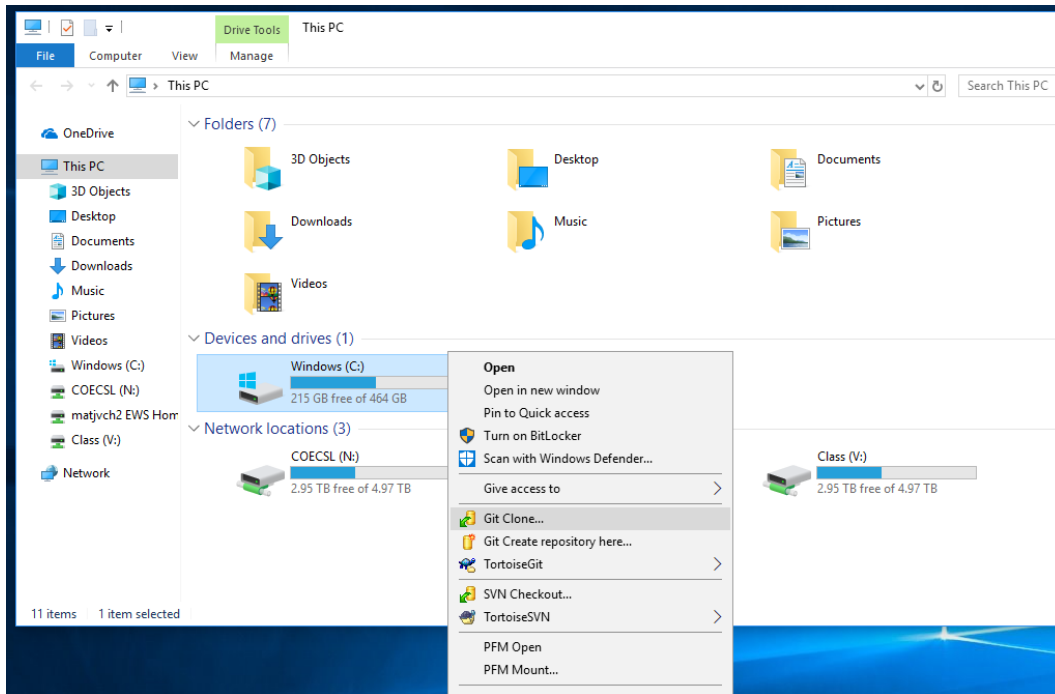 Drive Tools
This PC
File
Computer
View
Manage
This PC
Search This PC
OneDrive
This PC
3D Objects
Desktop
Documents
Downloads
Music
Pictures
Videos
Windows (C:)
COECSL (N:)
matjvch2 EWS Hom
Class (V:)
Network
Folders (7)
3D Objects
Desktop
Documents
Downloads
Music
Pictures
Videos
Devices and drives (1)
Windows (C:)
215 GB free of 464 GB
Network locations (3)
COECSL (N:)
2.95 TB free of 4.97 TB
Class (V:)
2.95 TB free of 4.97 TB
Open
Open in new window
Pin to Quick access
Turn on BitLocker
Scan with Windows Defender...
Give access to
Git Clone...
Git Create repository here...
TortoiseGit
SVN Checkout...
TortoiseSVN
PFM Open
PFM Mount...
11 items
1 item selected